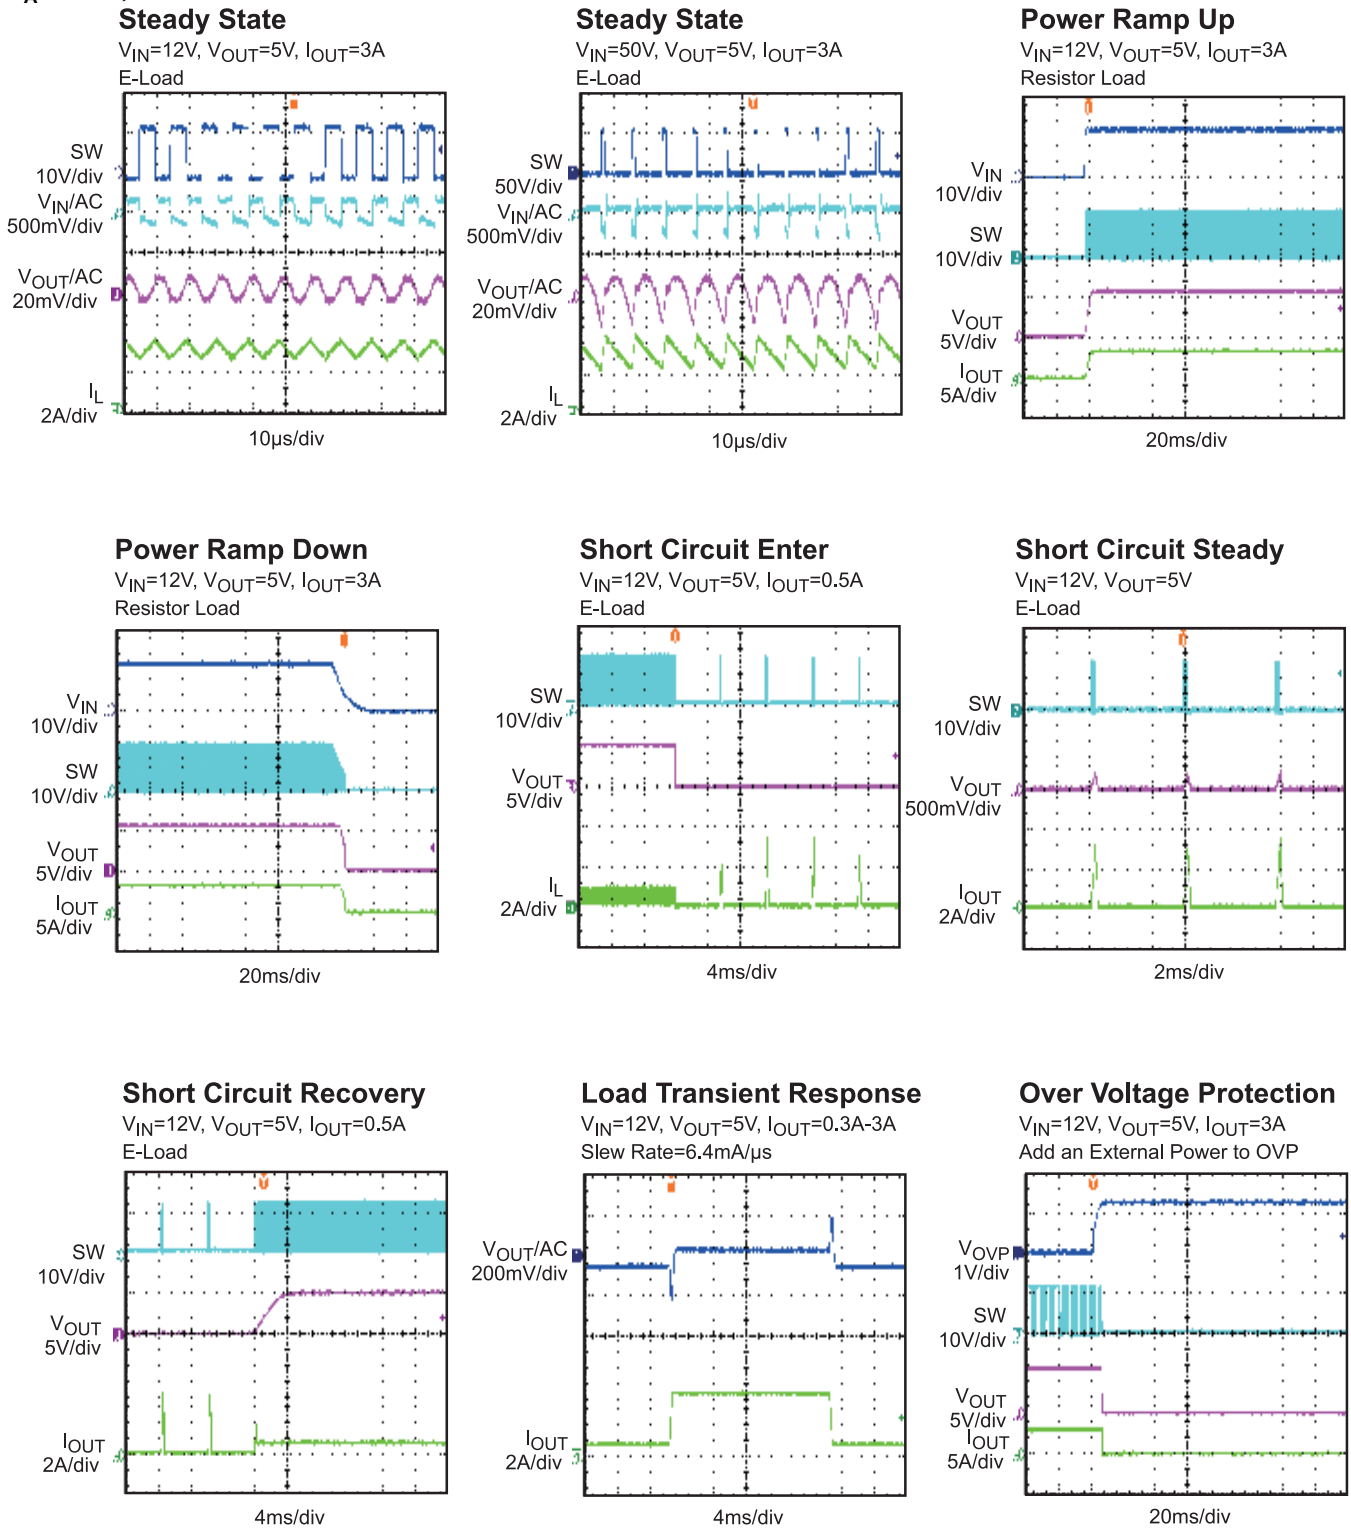 Steady State
VIN=12V, VOUT=5V, IOUT=3A
E-Load
SW
10V/div
VIN/AC
500mV/div
VOUT/AC
20mV/div
IL
2A/div
10µs/div
Steady State
VIN=50V, VOUT=5V, IOUT=3A
E-Load
SW
50V/div
VIN/AC
500mV/div
VOUT/AC
20mV/div
IL
2A/div
10µs/div
Power Ramp Up
VIN=12V, VOUT=5V, IOUT=3A
Resistor Load
VIN
10V/div
SW
10V/div
VOUT
5V/div
IOUT
5A/div
20ms/div
Power Ramp Down
VIN=12V, VOUT=5V, IOUT=3A
Resistor Load
VIN
10V/div
SW
10V/div
VOUT
5V/div
IOUT
5A/div
20ms/div
Short Circuit Enter
VIN=12V, VOUT=5V, IOUT=0.5A
E-Load
SW
10V/div
VOUT
5V/div
IL
2A/div
4ms/div
Short Circuit Steady
VIN=12V, VOUT=5V
E-Load
SW
10V/div
VOUT
500mV/div
IOUT
2A/div
2ms/div
Short Circuit Recovery
VIN=12V, VOUT=5V, IOUT=0.5A
E-Load
SW
10V/div
VOUT
5V/div
IOUT
2A/div
4ms/div
Load Transient Response
VIN=12V, VOUT=5V, IOUT=0.3A-3A
Slew Rate=6.4mA/µs
VOUT/AC
200mV/div
IOUT
2A/div
4ms/div
Over Voltage Protection
VIN=12V, VOUT=5V, IOUT=3A
Add an External Power to OVP
VOVP
1V/div
SW
10V/div
VOUT
5V/div
IOUT
5A/div
20ms/div